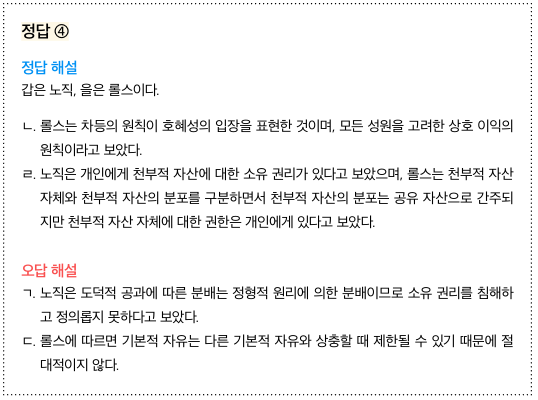 정답 ④
정답 해설
갑은 노직, 을은 롤스이다.
ㄴ. 롤스는 차등의 원칙이 호혜성의 입장을 표현한 것이며, 모든 성원을 고려한 상호 이익의
원칙이라고 보았다.
ㄹ. 노직은 개인에게 천부적 자산에 대한 소유 권리가 있다고 보았으며, 롤스는 천부적 자산
자체와 천부적 자산의 분포를 구분하면서 천부적 자산의 분포는 공유 자산으로 간주되
지만 천부적 자산 자체에 대한 권한은 개인에게 있다고 보았다.
오답 해설
ㄱ. 노직은 도덕적 공과에 따른 분배는 정형적 원리에 의한 분배이므로 소유 권리를 침해하
고 정의롭지 못하다고 보았다.
ㄷ. 롤스에 따르면 기본적 자유는 다른 기본적 자유와 상충할 때 제한될 수 있기 때문에 절
대적이지 않다.